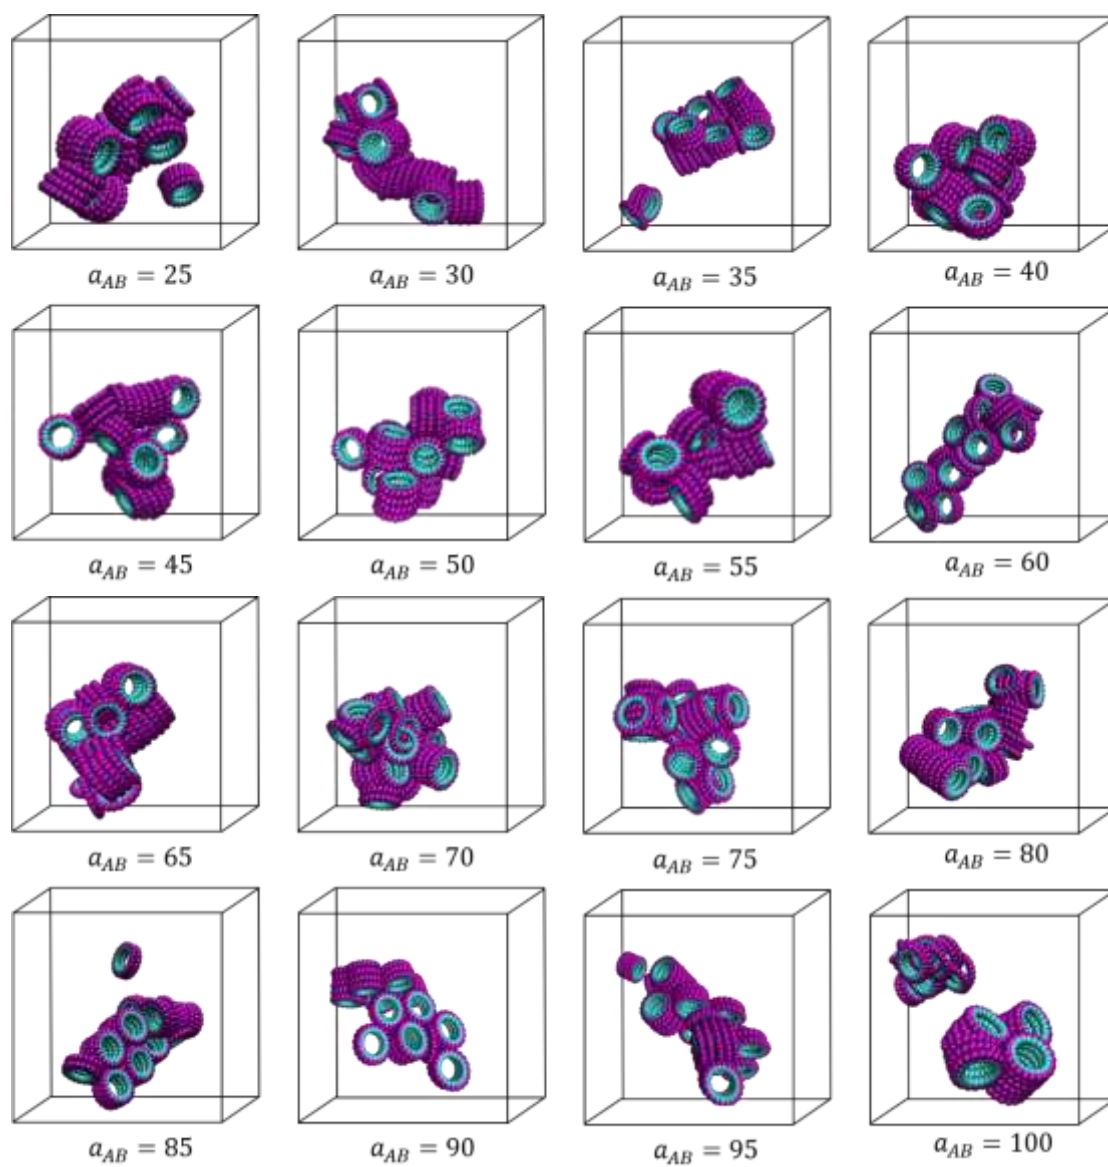 a_AB = 25
a_AB = 30
a_AB = 35
a_AB = 40
a_AB = 45
a_AB = 50
a_AB = 55
a_AB = 60
a_AB = 65
a_AB = 70
a_AB = 75
a_AB = 80
a_AB = 85
a_AB = 90
a_AB = 95
a_AB = 100